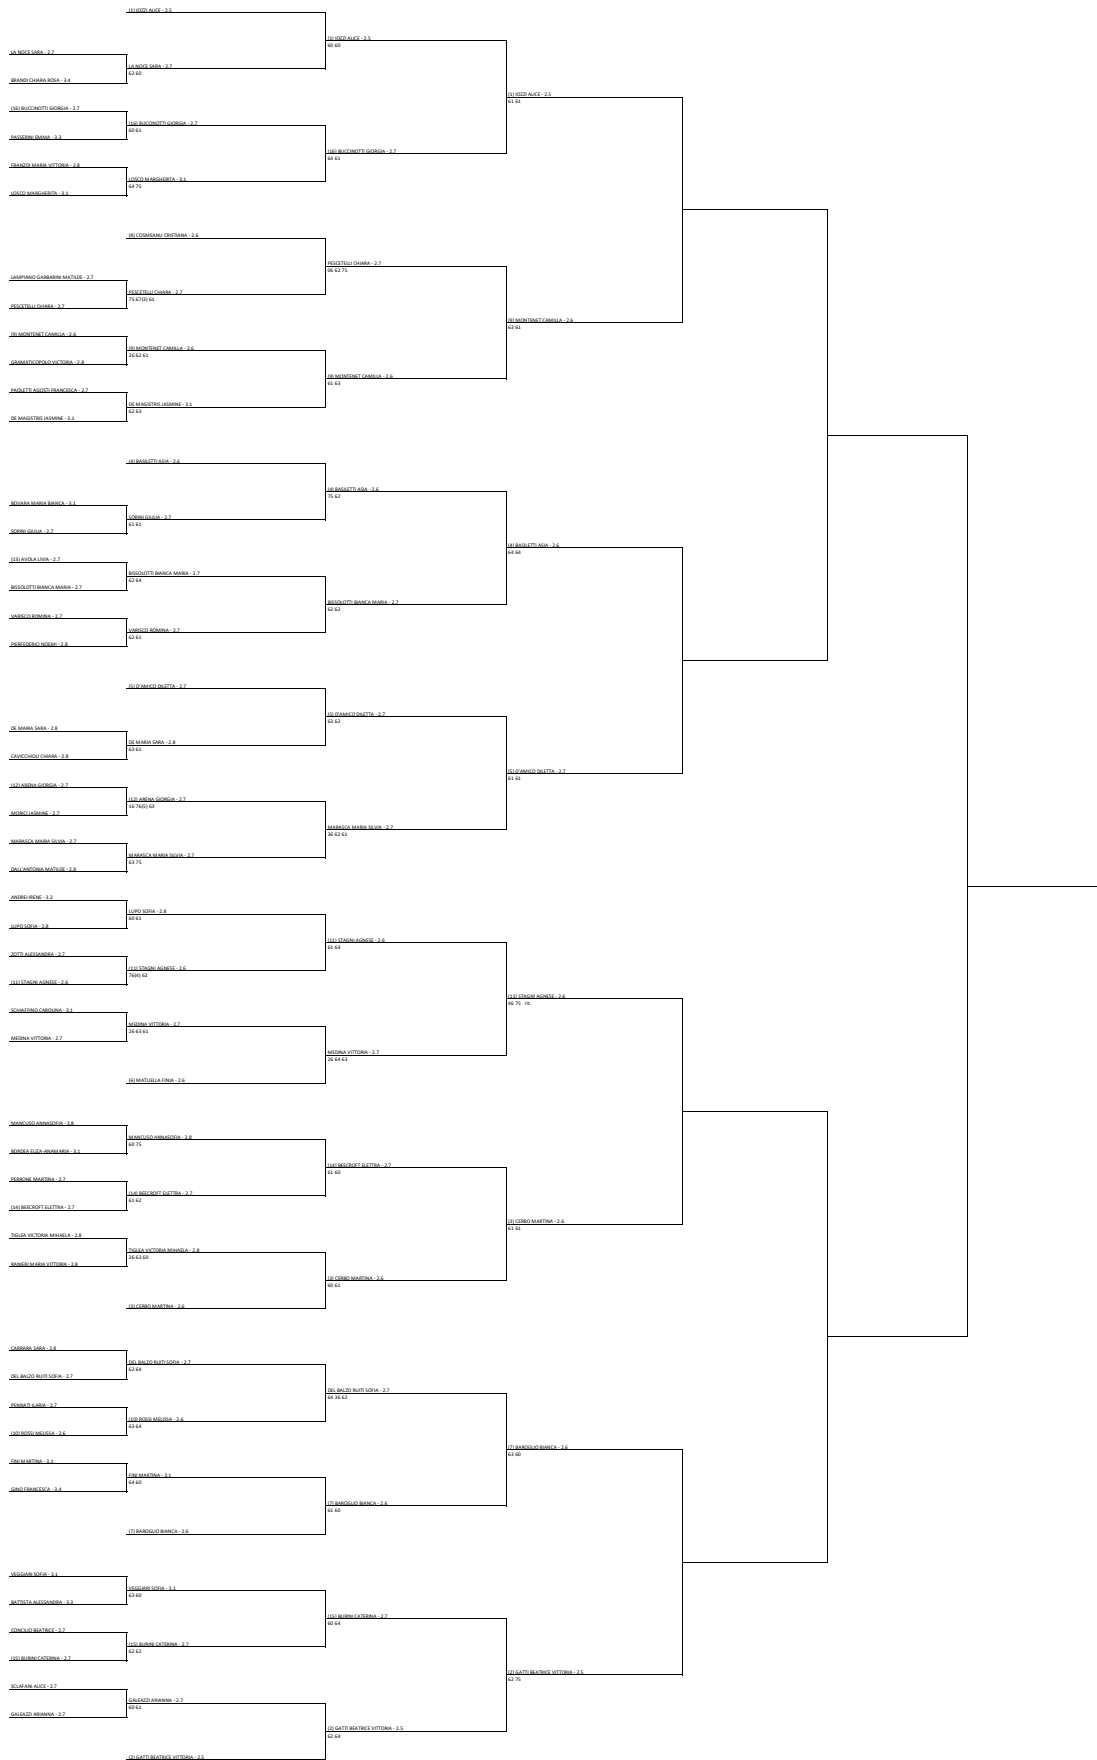 (1) IOZZI ALICE - 2.5
(1) IOZZI ALICE - 2.5
60 60
LA NOCE SARA - 2.7
LA NOCE SARA - 2.7
62 60
BRANDI CHIARA ROSA - 3.4
(1) IOZZI ALICE - 2.5
61 61
(16) BUCCINOTTI GIORGIA - 2.7
(16) BUCCINOTTI GIORGIA - 2.7
60 61
PASSERINI EMMA - 3.3
(16) BUCCINOTTI GIORGIA - 2.7
64 61
FRANZOI MARIA VITTORIA - 2.8
LOSCO MARGHERITA - 3.1
64 75
LOSCO MARGHERITA - 3.1
(8) COSMEANU CRISTIANA - 2.6
PESCETELLI CHIARA - 2.7
06 62 75
LAMPIANO GARBARINI MATILDE - 2.7
PESCETELLI CHIARA - 2.7
75 67(3) 61
PESCETELLI CHIARA - 2.7
(9) MONTENET CAMILLA - 2.6
63 61
(9) MONTENET CAMILLA - 2.6
(9) MONTENET CAMILLA - 2.6
26 62 61
GRAMATICOPOLO VICTORIA - 2.8
(9) MONTENET CAMILLA - 2.6
61 63
PAOLETTI AGOSTI FRANCESCA - 2.7
DE MAGISTRIS JASMINE - 3.1
62 63
DE MAGISTRIS JASMINE - 3.1
(4) BASILETTI ASIA - 2.6
(4) BASILETTI ASIA - 2.6
75 62
BOVARA MARIA BIANCA - 3.1
SORINI GIULIA - 2.7
61 61
SORINI GIULIA - 2.7
(4) BASILETTI ASIA - 2.6
64 64
(13) AVOLA LIVIA - 2.7
BISSOLOTTI BIANCA MARIA - 2.7
62 64
BISSOLOTTI BIANCA MARIA - 2.7
BISSOLOTTI BIANCA MARIA - 2.7
62 62
VARISCO ROMINA - 2.7
VARISCO ROMINA - 2.7
62 61
PIERFEDERICI NOEMI - 2.8
(5) D'AMICO DILETTA - 2.7
(5) D'AMICO DILETTA - 2.7
63 62
DE MARIA SARA - 2.8
DE MARIA SARA - 2.8
63 61
CAVICCHIOLI CHIARA - 2.8
(5) D'AMICO DILETTA - 2.7
61 61
(12) ARENA GIORGIA - 2.7
(12) ARENA GIORGIA - 2.7
16 76(5) 63
MORICI JASMINE - 2.7
MARASCA MARIA SILVIA - 2.7
36 62 61
MARASCA MARIA SILVIA - 2.7
MARASCA MARIA SILVIA - 2.7
63 75
DALL'ANTONIA MATILDE - 2.8
ANDREI IRENE - 3.2
LUPO SOFIA - 2.8
60 61
LUPO SOFIA - 2.8
(11) STAGNI AGNESE - 2.6
61 64
ZOTTI ALESSANDRA - 2.7
(11) STAGNI AGNESE - 2.6
76(4) 62
(11) STAGNI AGNESE - 2.6
(11) STAGNI AGNESE - 2.6
46 75 rit.
SCHIAFFINO CAROLINA - 3.1
MEDINA VITTORIA - 2.7
26 63 61
MEDINA VITTORIA - 2.7
MEDINA VITTORIA - 2.7
26 64 63
(6) MATUELLA FINJA - 2.6
MANCUSO ANNASOFIA - 2.8
MANCUSO ANNASOFIA - 2.8
60 75
BORDEA ELIZA-ANAMARIA - 3.1
(14) BEECROFT ELETTRA - 2.7
61 60
PERRONE MARTINA - 2.7
(14) BEECROFT ELETTRA - 2.7
61 62
(14) BEECROFT ELETTRA - 2.7
(3) CERBO MARTINA - 2.6
61 61
TIGLEA VICTORIA MIHAELA - 2.8
TIGLEA VICTORIA MIHAELA - 2.8
26 63 60
RANIERI MARIA VITTORIA - 2.8
(3) CERBO MARTINA - 2.6
60 61
(3) CERBO MARTINA - 2.6
CARRARA SARA - 2.8
DEL BALZO RUITI SOFIA - 2.7
62 64
DEL BALZO RUITI SOFIA - 2.7
DEL BALZO RUITI SOFIA - 2.7
64 36 62
PENNATI ILARIA - 2.7
(10) ROSSI MELISSA - 2.6
63 64
(10) ROSSI MELISSA - 2.6
(7) BAROGLIO BIANCA - 2.6
63 60
FINI MARTINA - 3.1
FINI MARTINA - 3.1
64 60
GINO FRANCESCA - 3.4
(7) BAROGLIO BIANCA - 2.6
61 60
(7) BAROGLIO BIANCA - 2.6
VEGGIARI SOFIA - 3.1
VEGGIARI SOFIA - 3.1
63 60
BATTISTA ALESSANDRA - 3.3
(15) BURINI CATERINA - 2.7
60 64
CONCILIO BEATRICE - 2.7
(15) BURINI CATERINA - 2.7
62 62
(15) BURINI CATERINA - 2.7
(2) GATTI BEATRICE VITTORIA - 2.5
62 75
SCLAFANI ALICE - 2.7
GALEAZZI ARIANNA - 2.7
60 61
GALEAZZI ARIANNA - 2.7
(2) GATTI BEATRICE VITTORIA - 2.5
62 64
(2) GATTI BEATRICE VITTORIA - 2.5